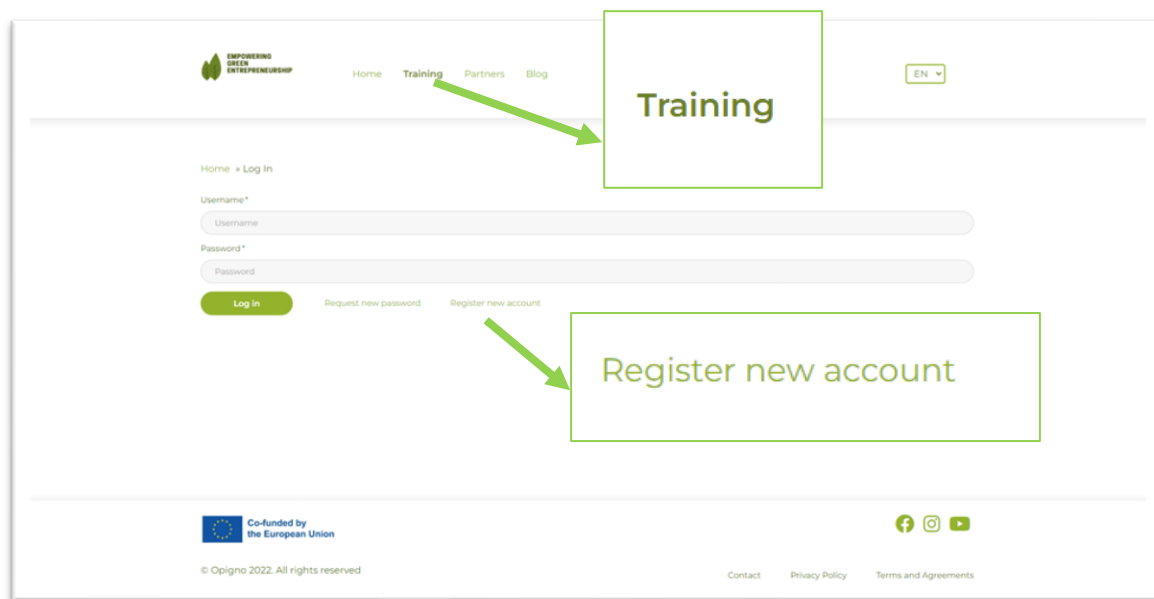 EMPOWERING
GREEN
ENTREPRENEURSHIP
Home Training Partners Blog
EN
Training
Home » Log In
Username*
Username
Password*
Password
Log in Request new password Register new account
Register new account
Co-funded by
the European Union
© Opigno 2022. All rights reserved
Contact Privacy Policy Terms and Agreements